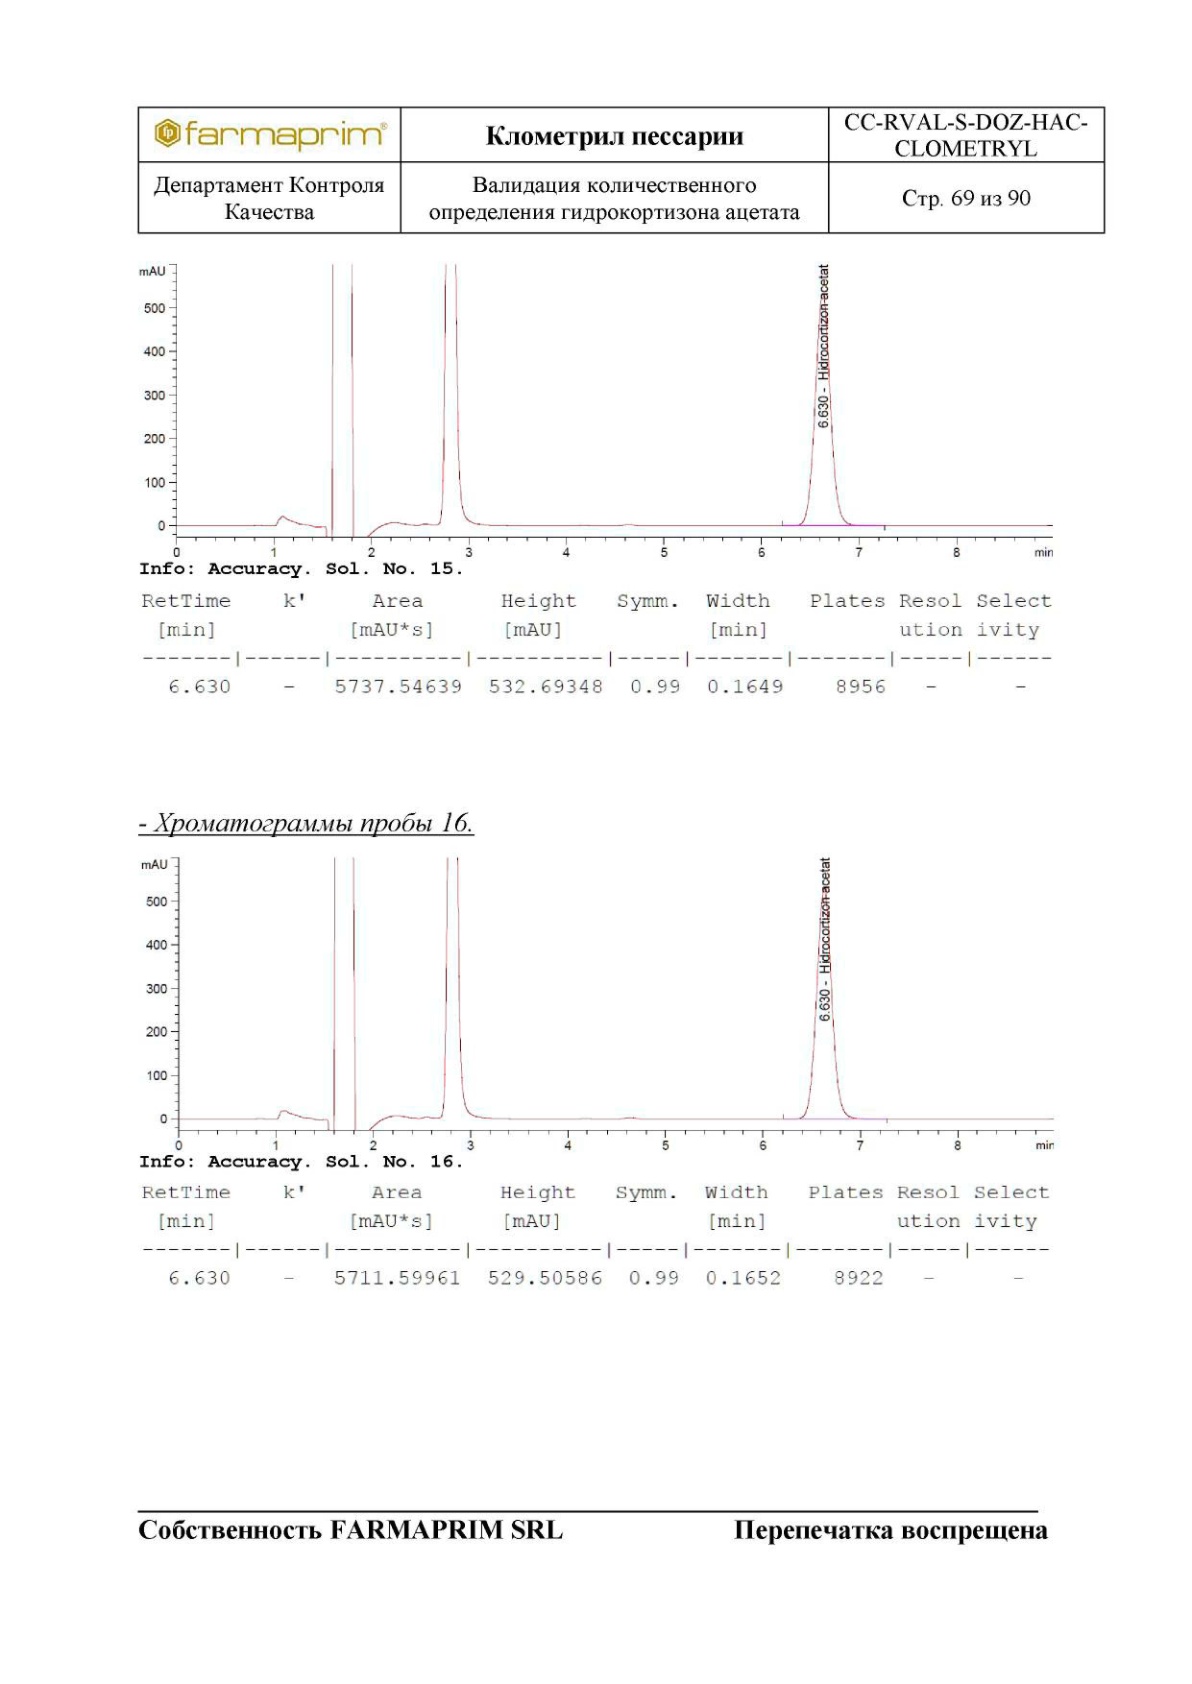 farmaprim®
Клометрил пессарии
CC-RVAL-S-DOZ-HAC-
CLOMETRYL
Департамент Контроля
Качества
Валидация количественного
определения гидрокортизона ацетата
Стр. 69 из 90
mAU
500
400
300
200
100
0
6.630 - Hidrocortizon acetat
0 1 2 3 4 5 6 7 8 min
Info: Accuracy. Sol. No. 15.
RetTime k' Area Height Symm. Width Plates Resol Select
[min] [mAU*s] [mAU] [min] ution ivity
-------|------|----------|----------|-----|-------|-------|-----|------
6.630 - 5737.54639 532.69348 0.99 0.1649 8956 - -
- Хроматограммы пробы 16.
mAU
500
400
300
200
100
0
6.630 - Hidrocortizon acetat
0 1 2 3 4 5 6 7 8 min
Info: Accuracy. Sol. No. 16.
RetTime k' Area Height Symm. Width Plates Resol Select
[min] [mAU*s] [mAU] [min] ution ivity
-------|------|----------|----------|-----|-------|-------|-----|------
6.630 - 5711.59961 529.50586 0.99 0.1652 8922 - -
Собственность FARMAPRIM SRL Перепечатка воспрещена